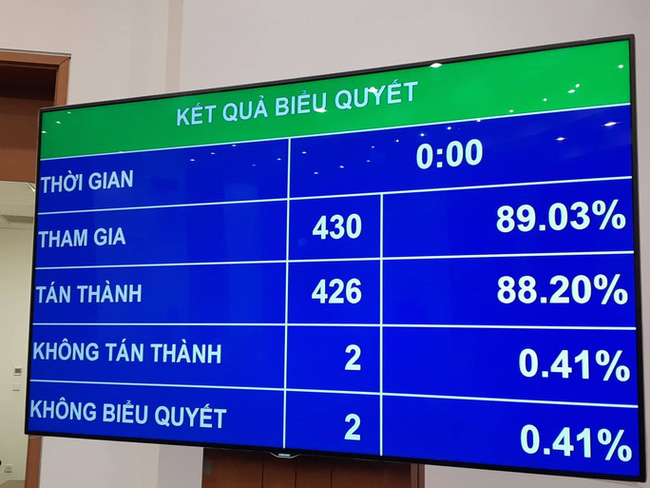 KẾT QUẢ BIỂU QUYẾT
THỜI GIAN 0:00
THAM GIA 430 89.03%
TÁN THÀNH 426 88.20%
KHÔNG TÁN THÀNH 2 0.41%
KHÔNG BIỂU QUYẾT 2 0.41%
SAMSUNG